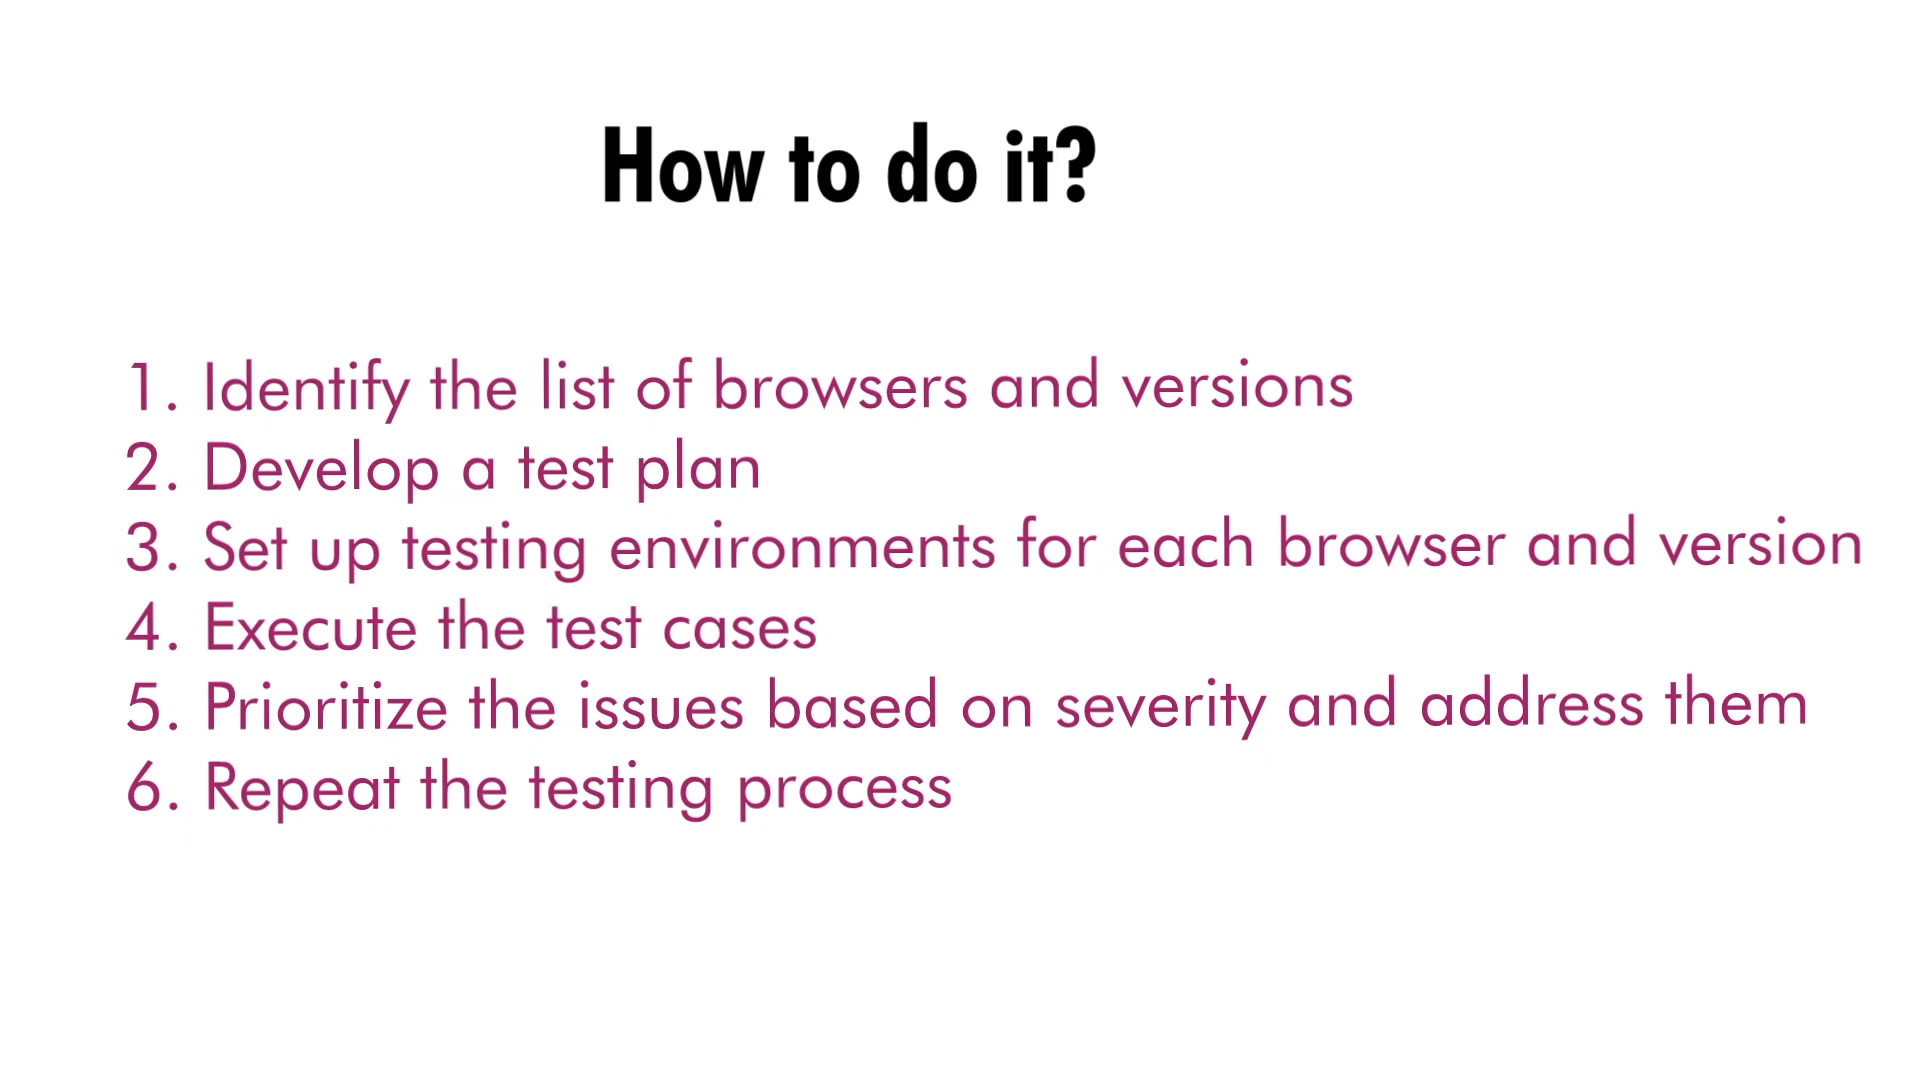 How to do it?
1. Identify the list of browsers and versions
2. Develop a test plan
3. Set up testing environments for each browser and version
4. Execute the test cases
5. Prioritize the issues based on severity and address them
6. Repeat the testing process